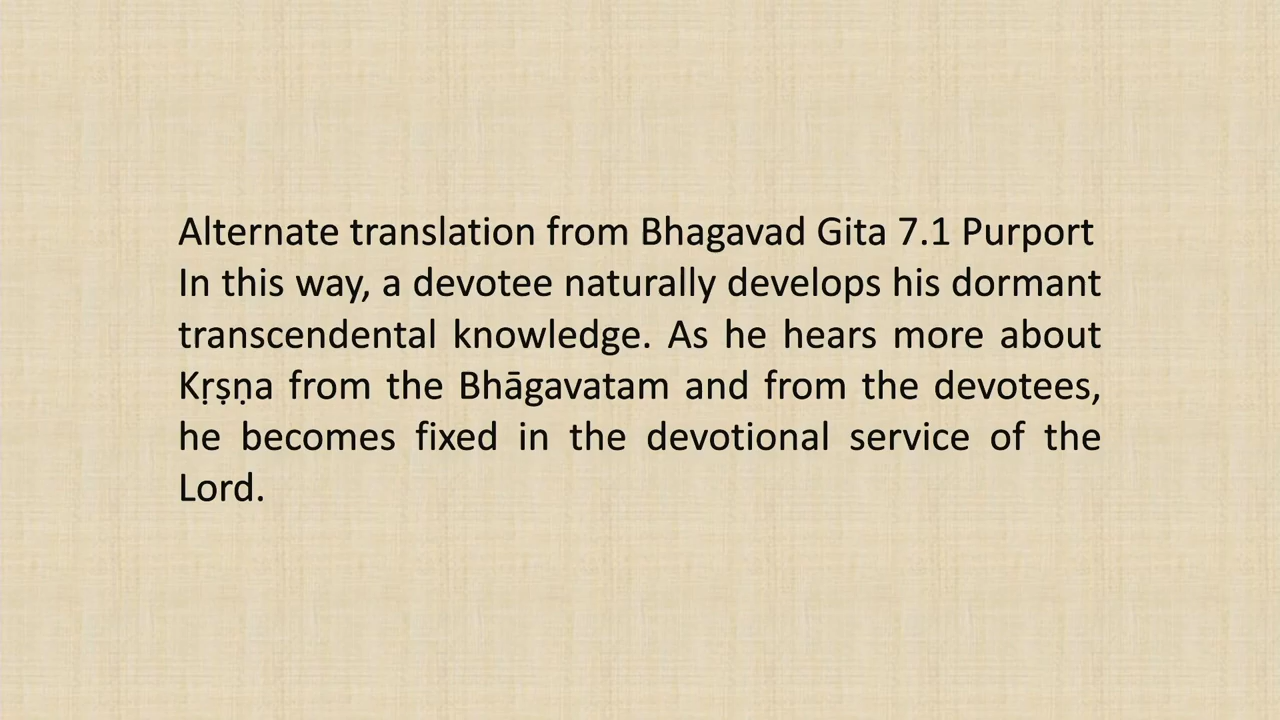 Alternate translation from Bhagavad Gita 7.1 Purport
In this way, a devotee naturally develops his dormant
transcendental knowledge. As he hears more about
Kṛṣṇa from the Bhāgavatam and from the devotees,
he becomes fixed in the devotional service of the
Lord.